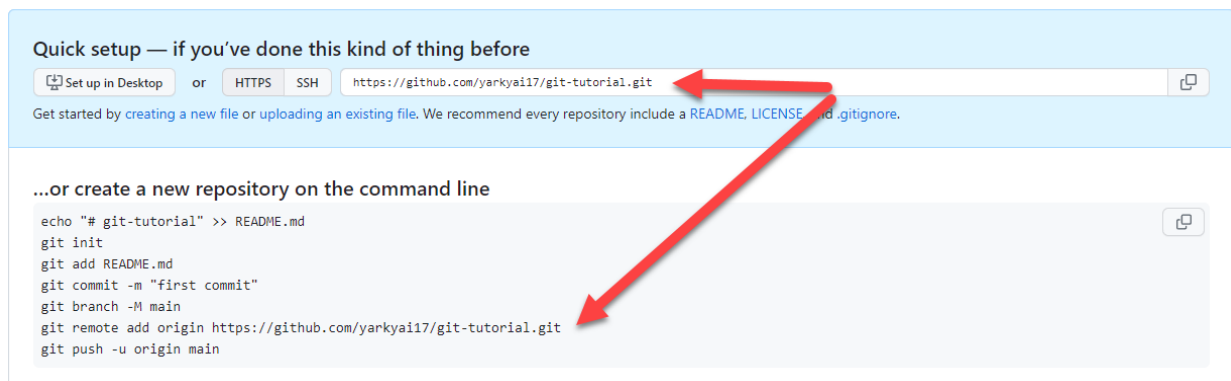 Quick setup — if you’ve done this kind of thing before
Set up in Desktop or HTTPS SSH https://github.com/yarkyai17/git-tutorial.git
Get started by creating a new file or uploading an existing file. We recommend every repository include a README, LICENSE, and .gitignore.
...or create a new repository on the command line
echo "# git-tutorial" >> README.md
git init
git add README.md
git commit -m "first commit"
git branch -M main
git remote add origin https://github.com/yarkyai17/git-tutorial.git
git push -u origin main